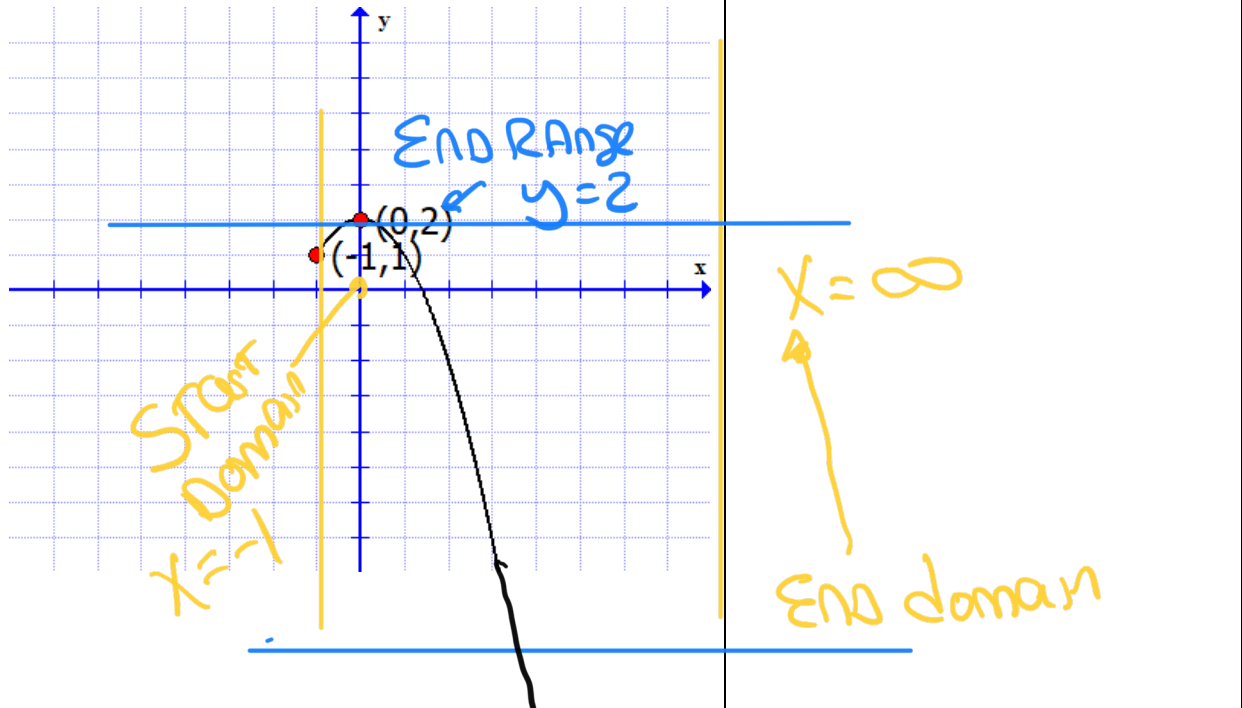 y
END RANGE
y=2
(0,2)
(-1,1)
x
X=∞
START
DOMAIN
X=-1
END domain